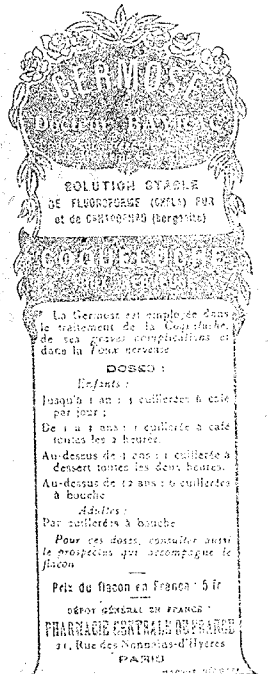 GERMOSE
SOLUTION STABLE
DE FLUOROFORME PUR
et de
COQUELUCHE
La Germose est employée dans
le traitement de la Coqueluche,
de ses graves complications et
dans la Toux nerveuse
DOSES :
Enfants :
Jusqu'à 1 an : cuillerées à café
par jour ;
De 1 à ans : 1 cuillerée à café
toutes les 2 heures.
Au-dessus de ans : 1 cuillerée à
dessert toutes les deux heures.
Au-dessus de 12 ans : 6 cuillerées
à bouche
Adultes :
Par cuillerées à bouche
Pour ces doses, consulter aussi
le prospectus qui accompagne le
flacon
Prix du flacon en France : 5 fr
DÉPOT GÉNÉRAL EN FRANCE :
PHARMACIE CENTRALE DE FRANCE
21, Rue des Nonnains-d'Hyères
PARIS